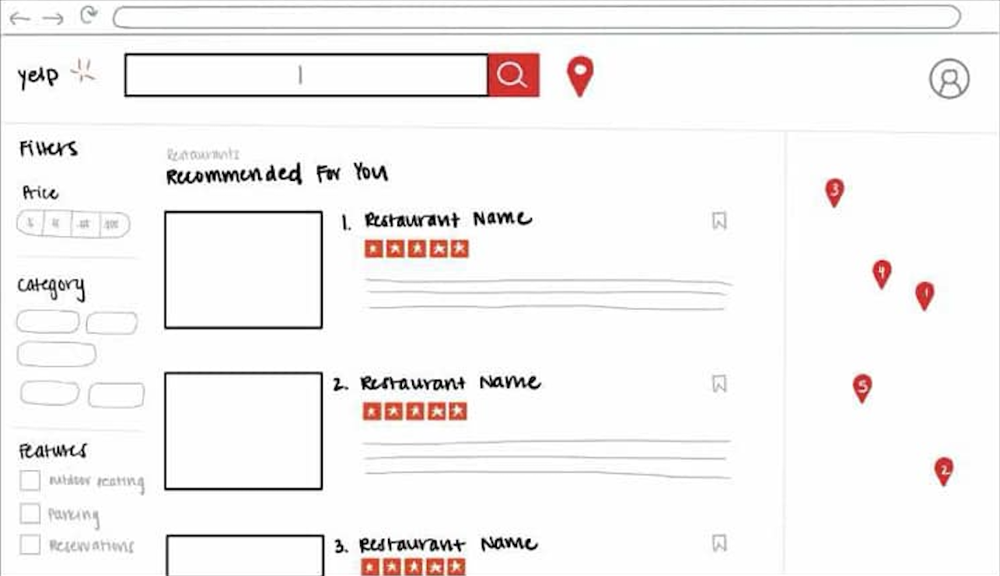 yelp
Filters
Price
$ $$ $$$ $$$$
Category
Features
outdoor seating
Parking
Reservations
Restaurants
Recommended For You
1. Restaurant Name
2. Restaurant Name
3. Restaurant Name
3
4
1
5
2